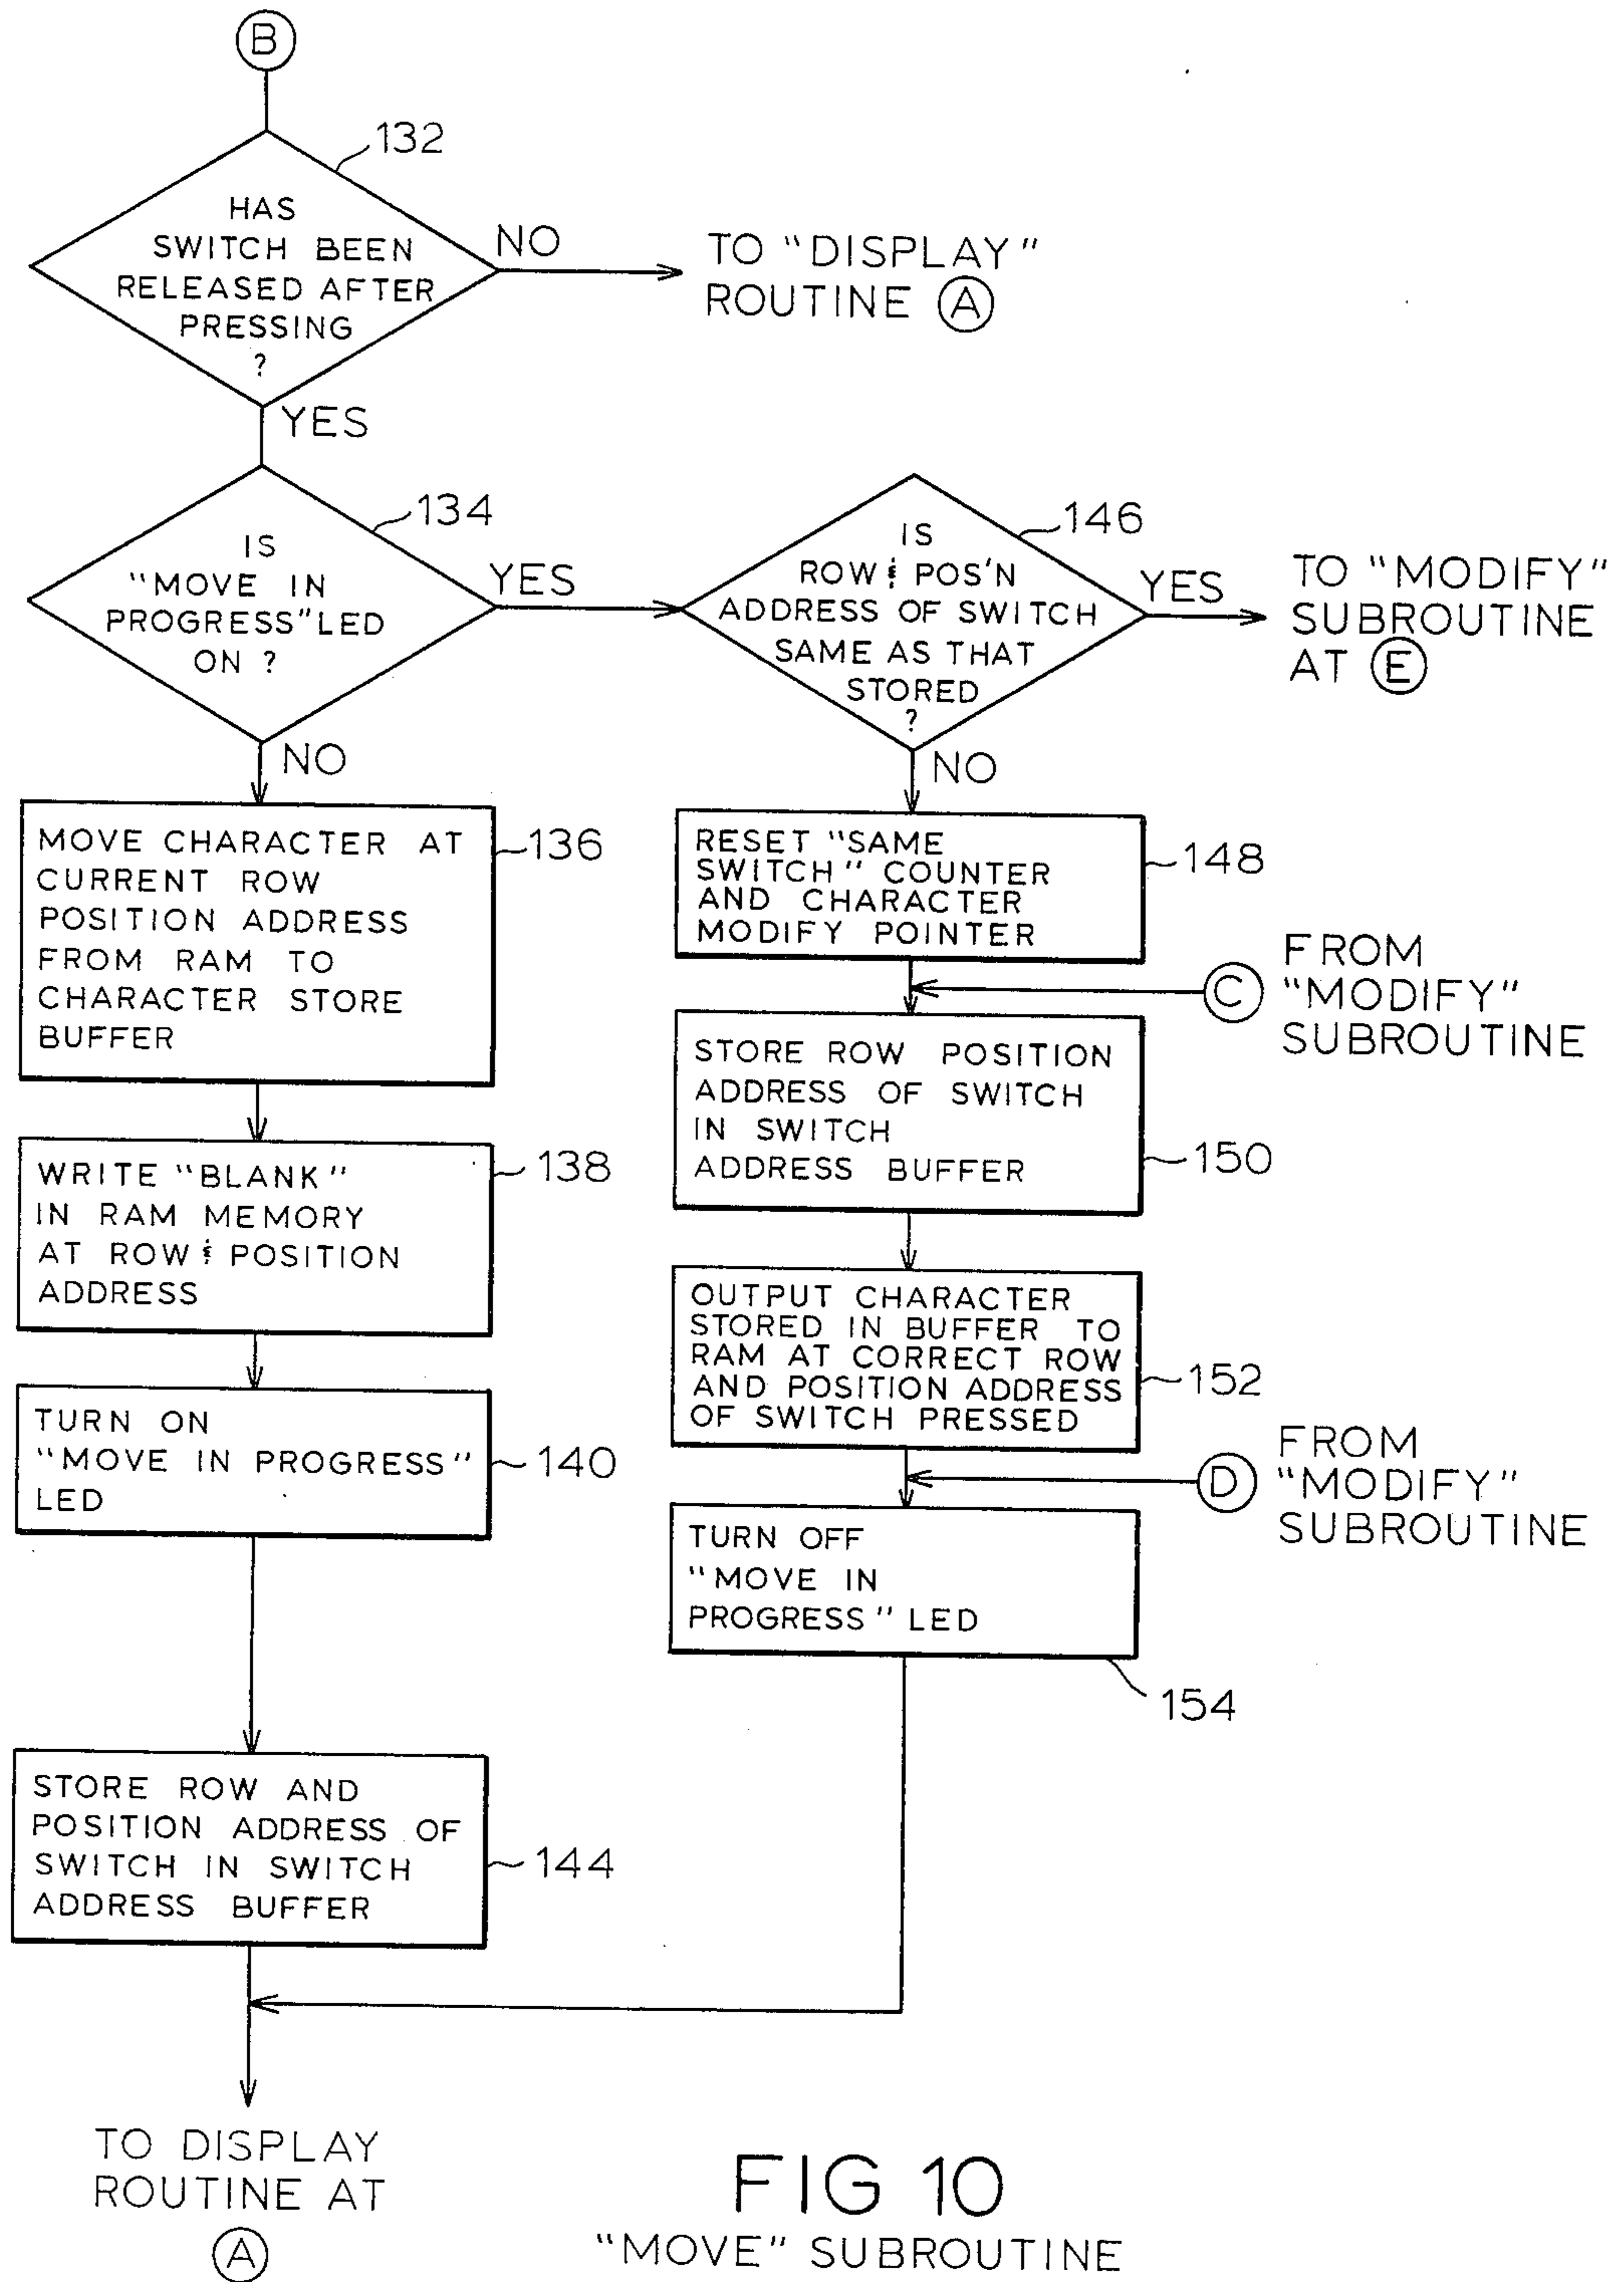 B
132
HAS
SWITCH BEEN
RELEASED AFTER
PRESSING
?
NO
TO "DISPLAY"
ROUTINE A
YES
134
IS
"MOVE IN
PROGRESS" LED
ON ?
YES
146
IS
ROW & POS'N
ADDRESS OF SWITCH
SAME AS THAT
STORED
?
YES
TO "MODIFY"
SUBROUTINE
AT E
NO
NO
MOVE CHARACTER AT
CURRENT ROW
POSITION ADDRESS
FROM RAM TO
CHARACTER STORE
BUFFER
136
RESET "SAME
SWITCH" COUNTER
AND CHARACTER
MODIFY POINTER
148
C
FROM
"MODIFY"
SUBROUTINE
STORE ROW POSITION
ADDRESS OF SWITCH
IN SWITCH
ADDRESS BUFFER
150
WRITE "BLANK"
IN RAM MEMORY
AT ROW & POSITION
ADDRESS
138
OUTPUT CHARACTER
STORED IN BUFFER TO
RAM AT CORRECT ROW
AND POSITION ADDRESS
OF SWITCH PRESSED
152
TURN ON
"MOVE IN PROGRESS"
LED
140
D
FROM
"MODIFY"
SUBROUTINE
TURN OFF
"MOVE IN
PROGRESS" LED
154
STORE ROW AND
POSITION ADDRESS OF
SWITCH IN SWITCH
ADDRESS BUFFER
144
TO DISPLAY
ROUTINE AT
A
FIG 10
"MOVE" SUBROUTINE